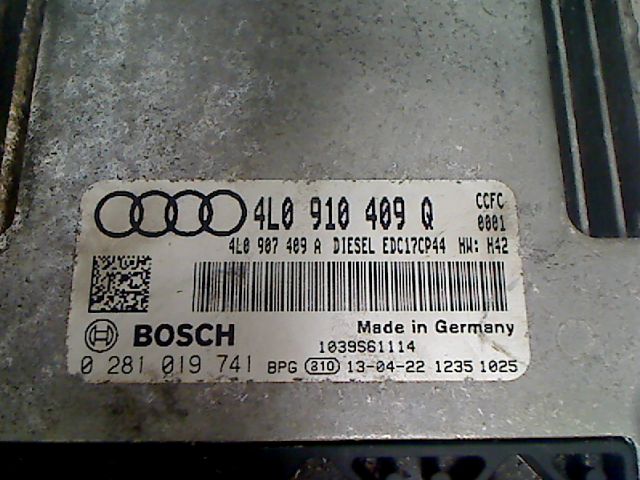 4L0 910 409 Q
CCFC
0001
4L0 907 409 A DIESEL EDC17CP44 HW: H42
BOSCH
Made in Germany
1039S61114
0 281 019 741 BPG 810 13-04-22 1235 1025